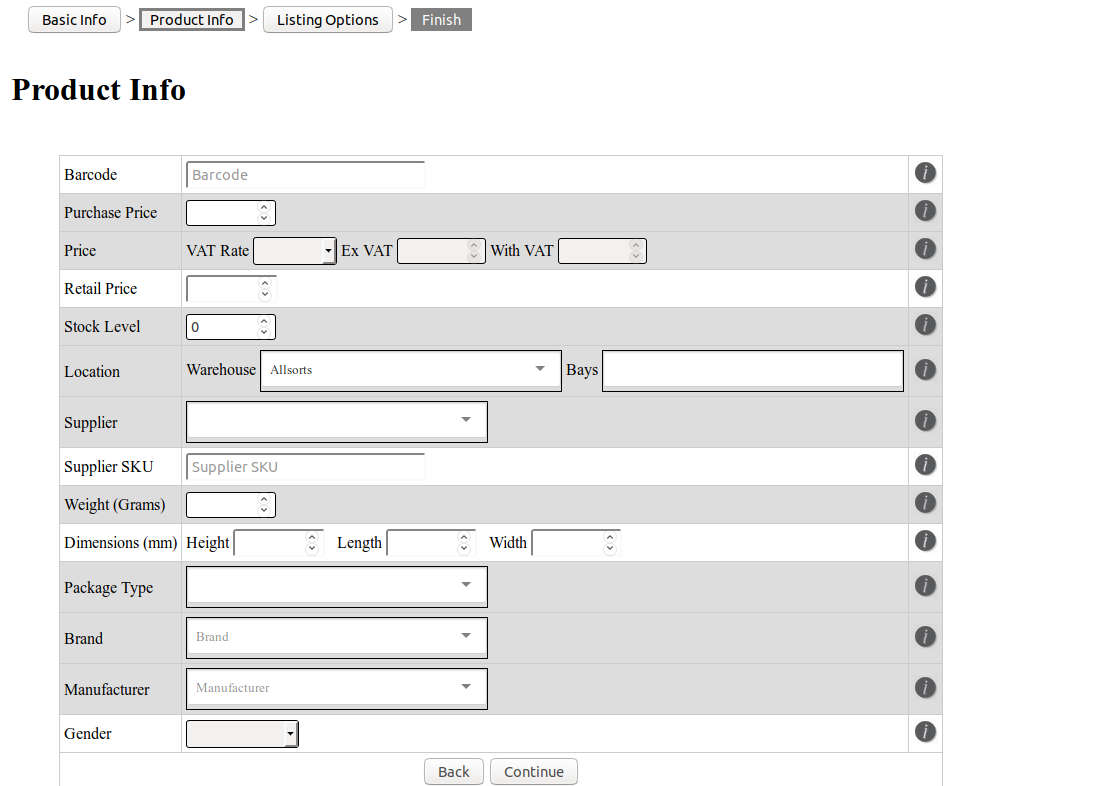 Basic Info > Product Info > Listing Options > Finish
Product Info
Barcode Barcode i
Purchase Price i
Price VAT Rate Ex VAT With VAT i
Retail Price i
Stock Level 0 i
Location Warehouse Allsorts Bays i
Supplier i
Supplier SKU Supplier SKU i
Weight (Grams) i
Dimensions (mm) Height Length Width i
Package Type i
Brand Brand i
Manufacturer Manufacturer i
Gender i
Back Continue